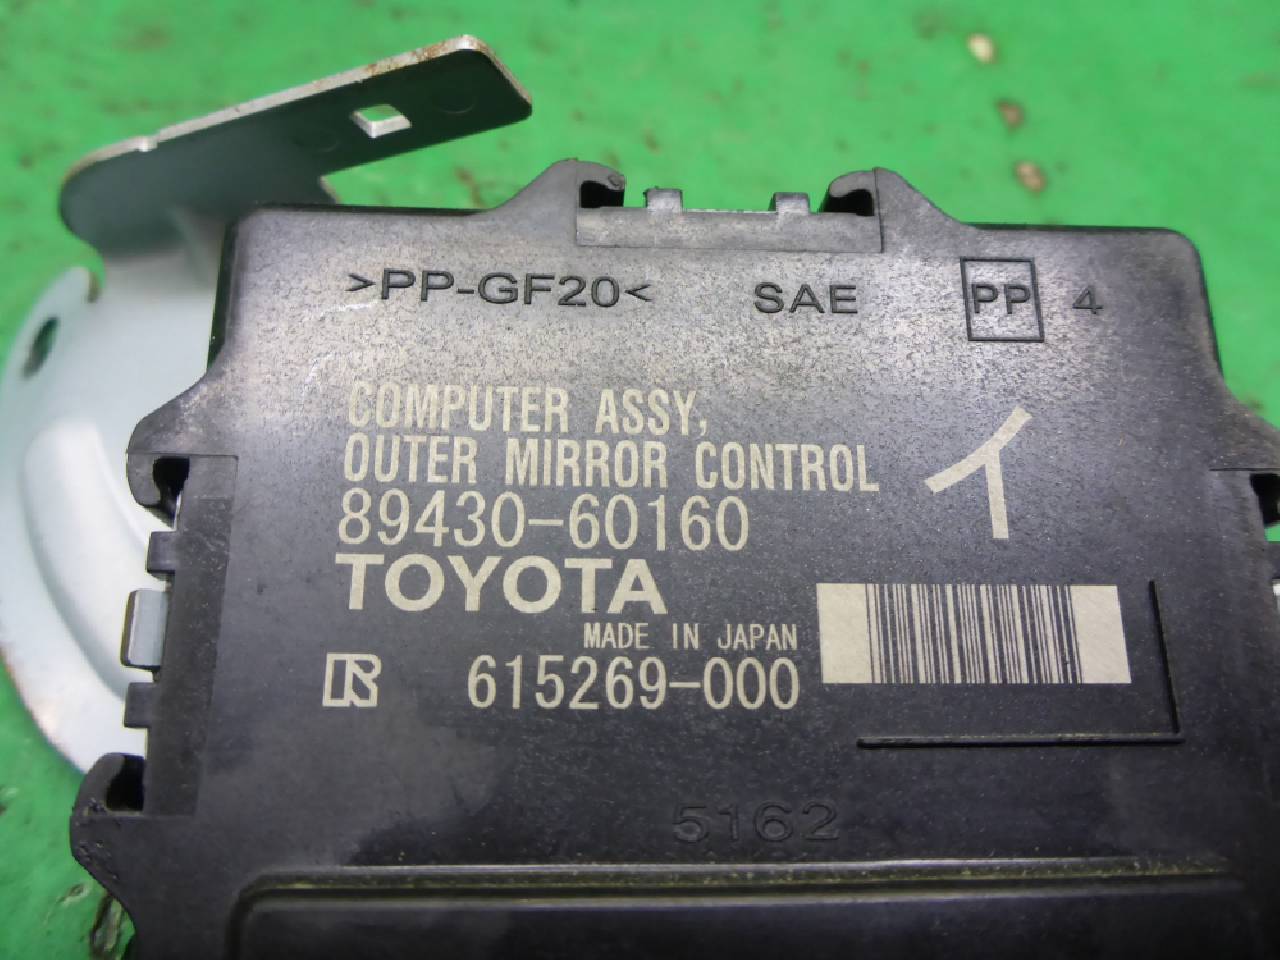 >PP-GF20< SAE PP 4
COMPUTER ASSY,
OUTER MIRROR CONTROL
イ
89430-60160
TOYOTA
MADE IN JAPAN
R 615269-000
5162